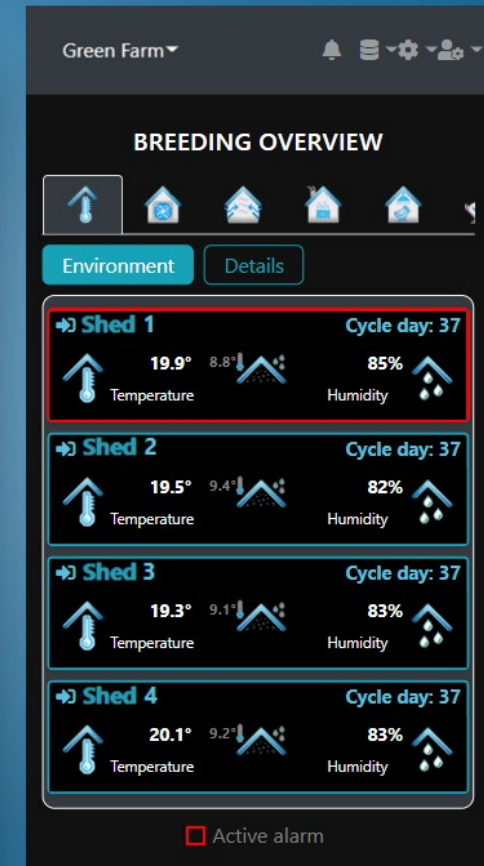 Green Farm
BREEDING OVERVIEW
Environment Details
Shed 1 Cycle day: 37
19.9° 8.8° 85%
Temperature Humidity
Shed 2 Cycle day: 37
19.5° 9.4° 82%
Temperature Humidity
Shed 3 Cycle day: 37
19.3° 9.1° 83%
Temperature Humidity
Shed 4 Cycle day: 37
20.1° 9.2° 83%
Temperature Humidity
Active alarm